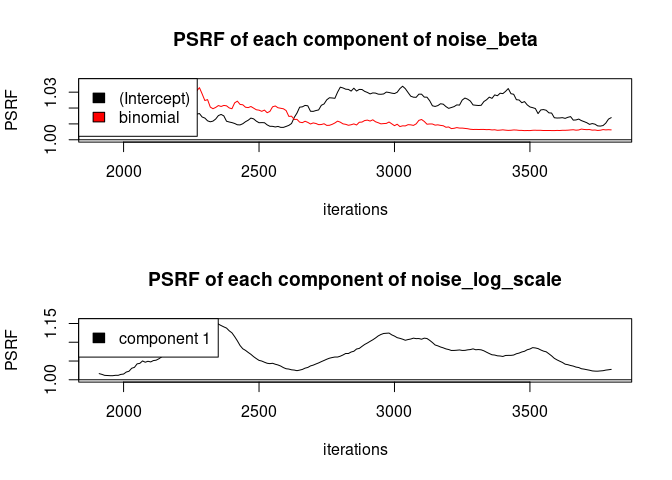 PSRF of each component of noise_beta
PSRF
1.03
1.00
(Intercept)
binomial
2000 2500 3000 3500
iterations
PSRF of each component of noise_log_scale
PSRF
1.15
1.00
component 1
2000 2500 3000 3500
iterations